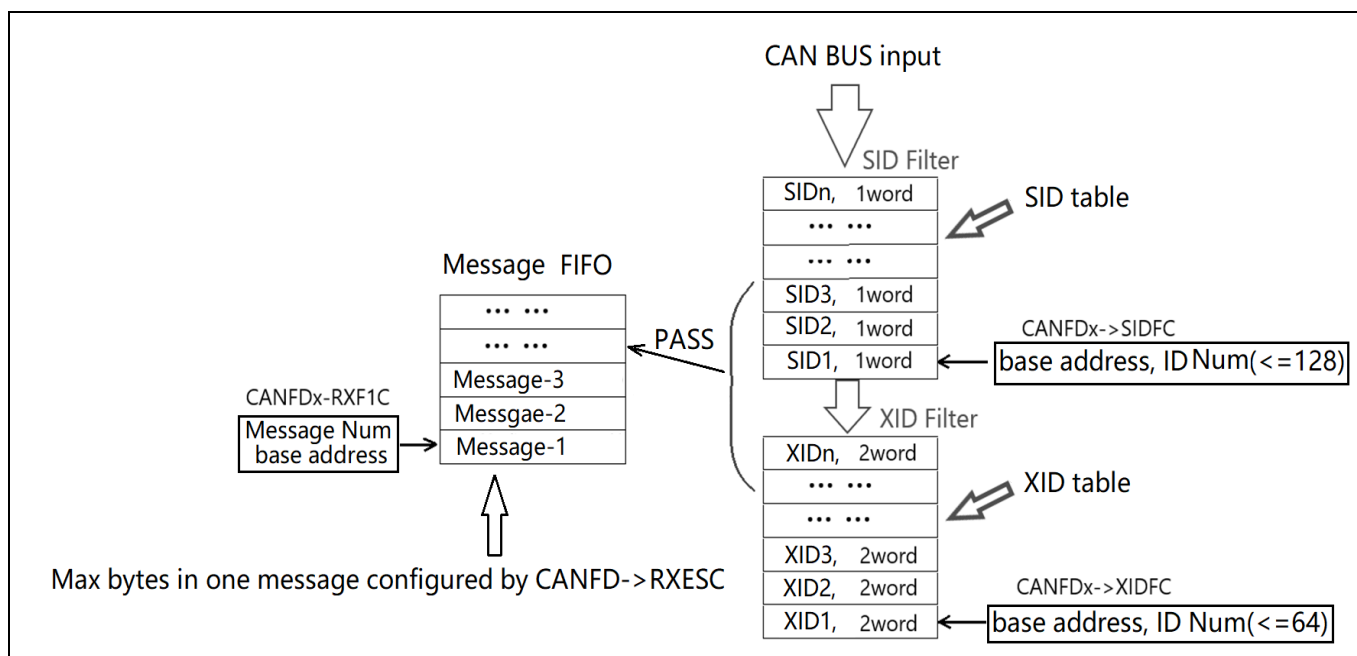 CAN BUS input
SID Filter
SIDn, 1word
... ...
... ...
SID3, 1word
SID2, 1word
SID1, 1word
SID table
CANFDx->SIDFC
base address, ID Num(<=128)
Message FIFO
... ...
... ...
Message-3
Messgae-2
Message-1
PASS
CANFDx-RXF1C
Message Num
base address
Max bytes in one message configured by CANFD->RXESC
XID Filter
XIDn, 2word
... ...
... ...
XID3, 2word
XID2, 2word
XID1, 2word
XID table
CANFDx->XIDFC
base address, ID Num(<=64)